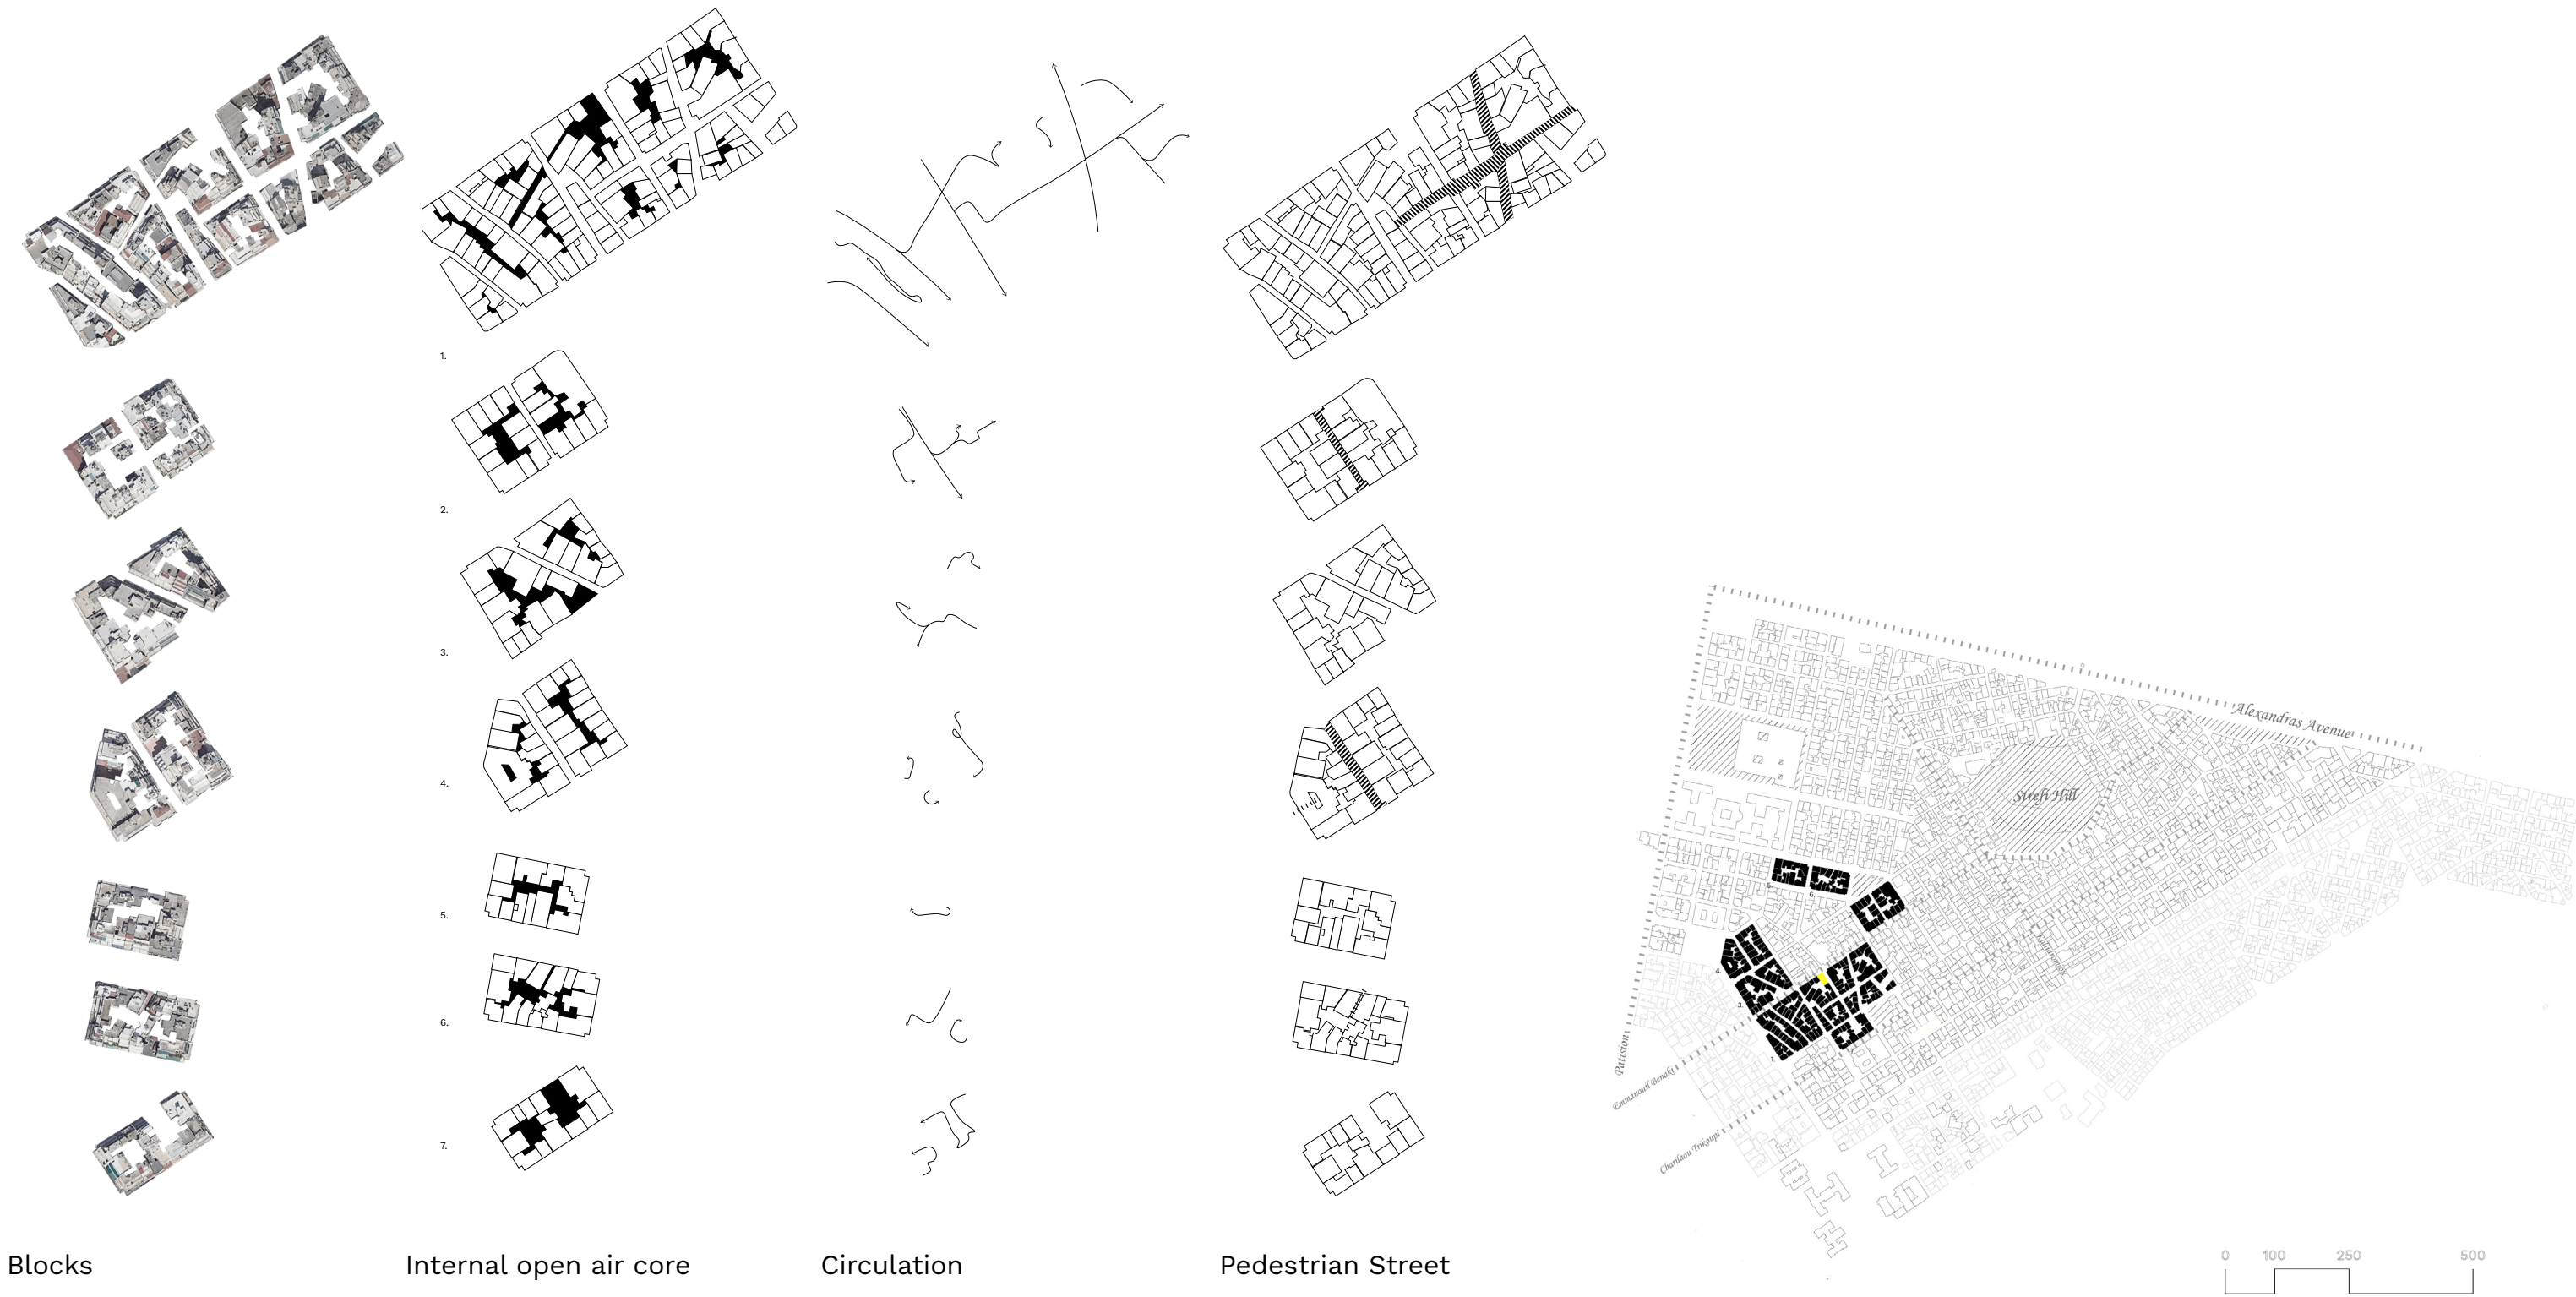 1.
2.
3.
4.
5.
6.
7.
Blocks
Internal open air core
Circulation
Pedestrian Street
Alexandras Avenue
Strefi Hill
Patision
Emmanouil Benaki
Charilaou Trikoupi
0 100 250 500